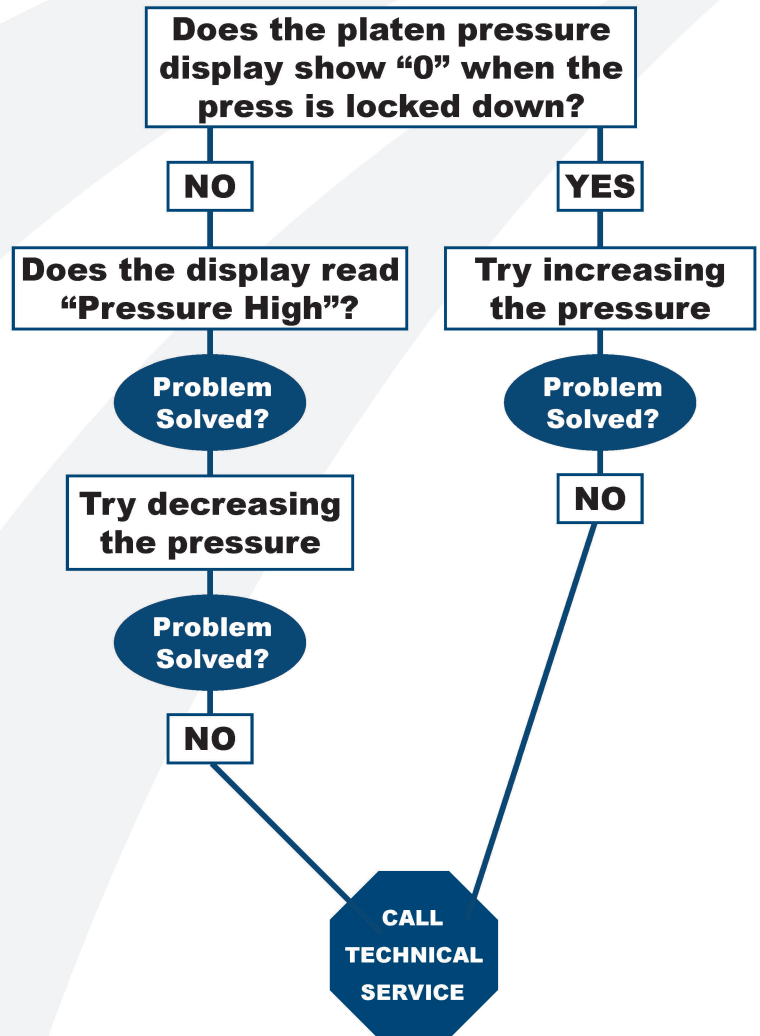 Does the platen pressure
display show “0” when the
press is locked down?
NO
YES
Does the display read
“Pressure High”?
Try increasing
the pressure
Problem
Solved?
Problem
Solved?
Try decreasing
the pressure
NO
Problem
Solved?
NO
CALL
TECHNICAL
SERVICE